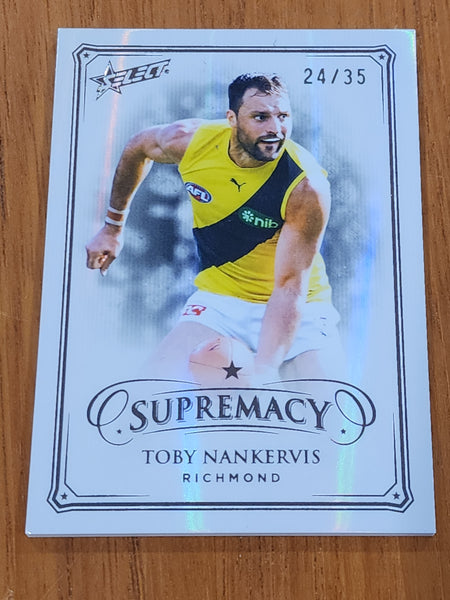 SELECT
24/35
AFL
nib
SUPREMACY
TOBY NANKERVIS
RICHMOND